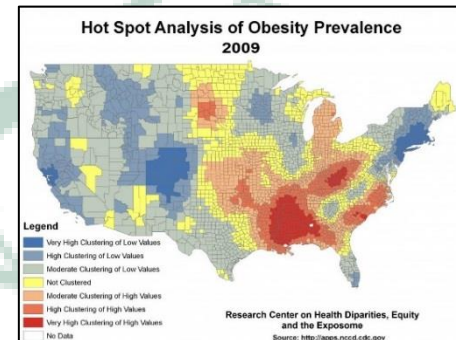 Hot Spot Analysis of Obesity Prevalence
2009
Legend
Very High Clustering of Low Values
High Clustering of Low Values
Moderate Clustering of Low Values
Not Clustered
Moderate Clustering of High Values
High Clustering of High Values
Very High Clustering of High Values
No Data
Research Center on Health Diparities, Equity
and the Exposome
Source: http://apps.nccd.cdc.gov